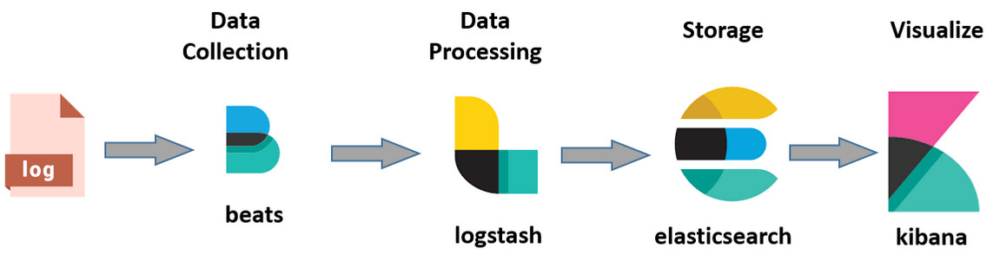 Data
Collection
Data
Processing
Storage
Visualize
log
beats
logstash
elasticsearch
kibana